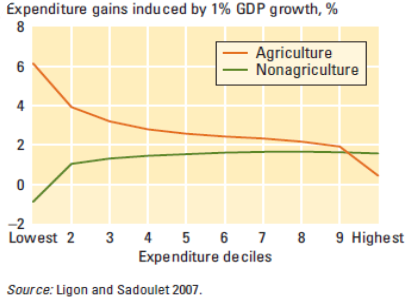 Expenditure gains induced by 1% GDP growth, %
8
Agriculture
Nonagriculture
6
4
2
0
–2
Lowest 2 3 4 5 6 7 8 9 Highest
Expenditure deciles
Source: Ligon and Sadoulet 2007.